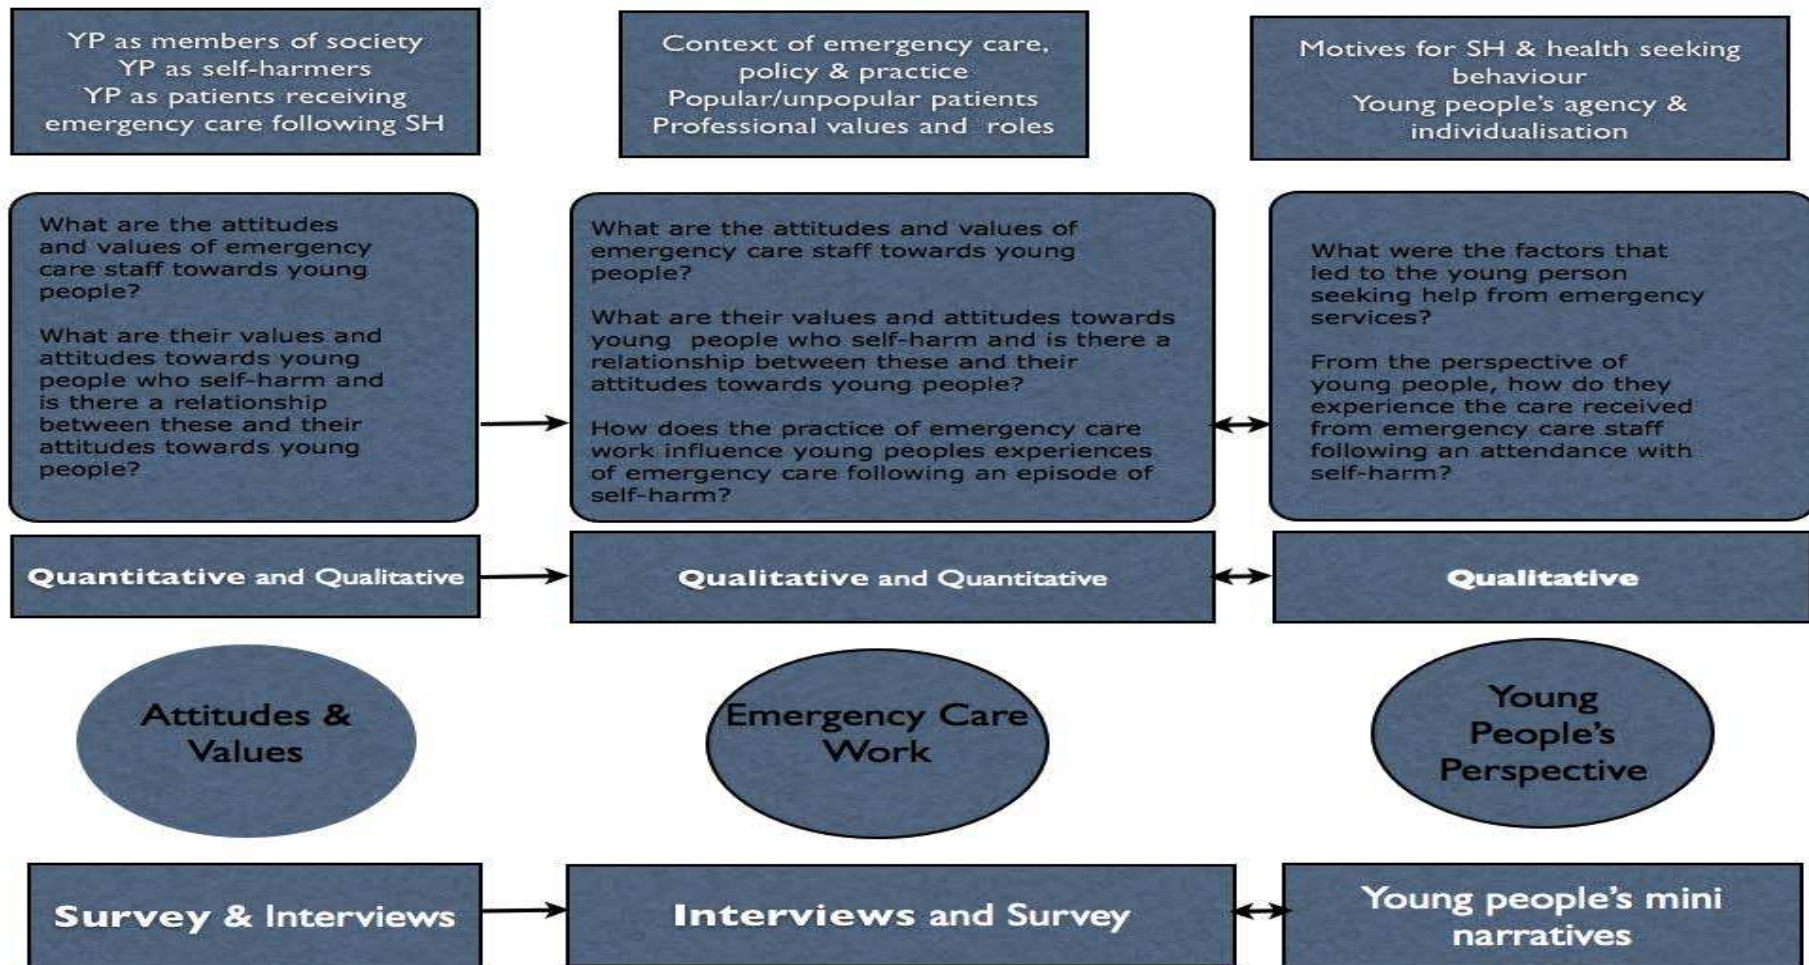 YP as members of society
YP as self-harmers
YP as patients receiving
emergency care following SH
Context of emergency care,
policy & practice
Popular/unpopular patients
Professional values and roles
Motives for SH & health seeking
behaviour
Young people's agency &
individualisation
What are the attitudes
and values of emergency
care staff towards young
people?
What are their values and
attitudes towards young
people who self-harm and
is there a relationship
between these and their
attitudes towards young
people?
What are the attitudes and values of
emergency care staff towards young
people?
What are their values and attitudes towards
young people who self-harm and is there a
relationship between these and their
attitudes towards young people?
How does the practice of emergency care
work influence young peoples experiences
of emergency care following an episode of
self-harm?
What were the factors that
led to the young person
seeking help from emergency
services?
From the perspective of
young people, how do they
experience the care received
from emergency care staff
following an attendance with
self-harm?
Quantitative and Qualitative
Qualitative and Quantitative
Qualitative
Attitudes &
Values
Emergency Care
Work
Young
People's
Perspective
Survey & Interviews
Interviews and Survey
Young people's mini
narratives